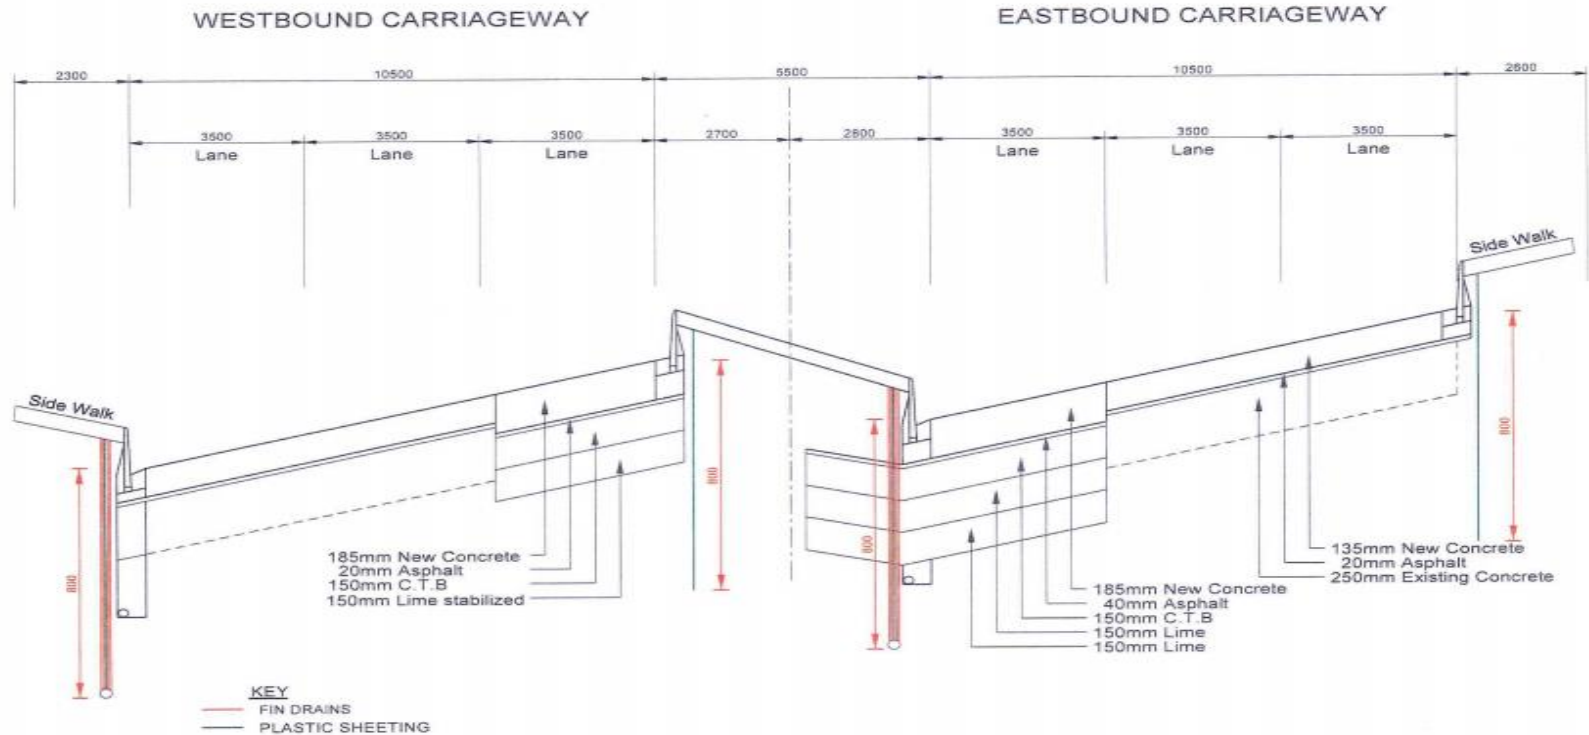 WESTBOUND CARRIAGEWAY
EASTBOUND CARRIAGEWAY
2300
10500
5500
10500
2600
3500
3500
3500
2700
2800
3500
3500
3500
Lane
Lane
Lane
Lane
Lane
Lane
Side Walk
Side Walk
800
800
800
800
185mm New Concrete
20mm Asphalt
150mm C.T.B
150mm Lime stabilized
185mm New Concrete
40mm Asphalt
150mm C.T.B
150mm Lime
150mm Lime
135mm New Concrete
20mm Asphalt
250mm Existing Concrete
KEY
FIN DRAINS
PLASTIC SHEETING